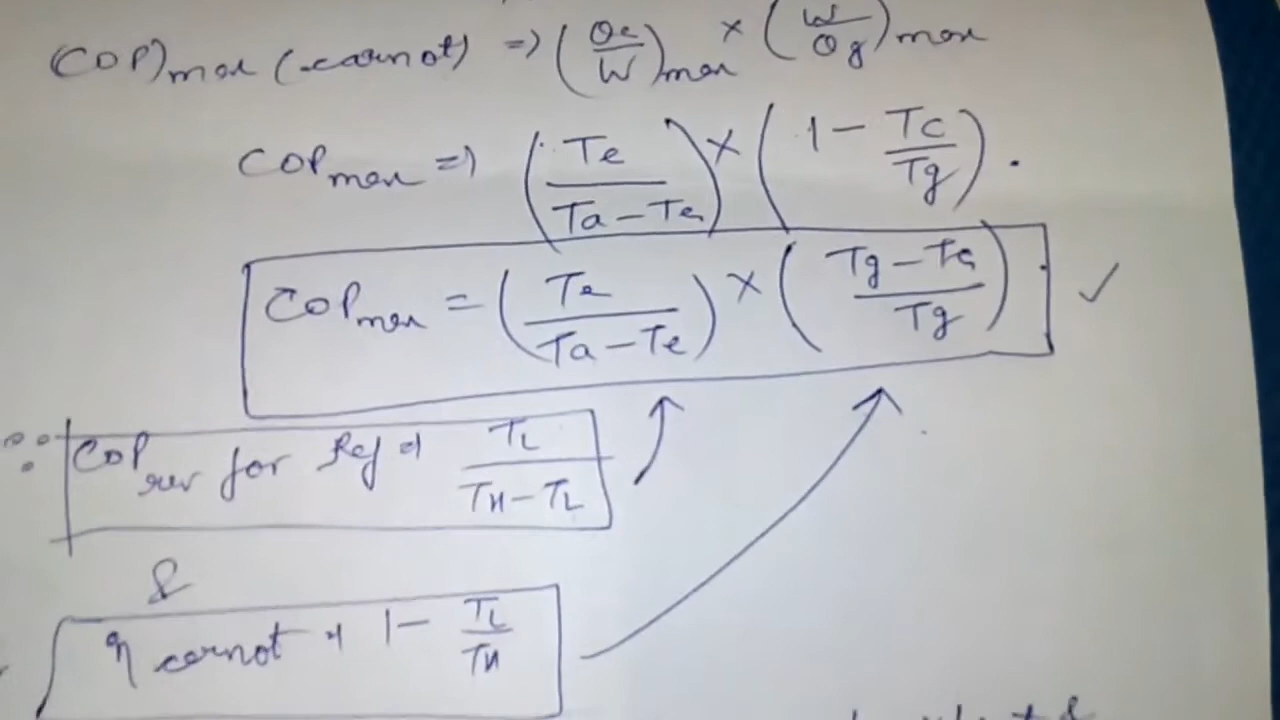 (COP)max (carnot) => (Qe/W)max × (W/Qg)max
COPmax => (Te/(Ta-Te)) × (1 - Tc/Tg).
COPmax = (Te/(Ta-Te)) × ((Tg-Ta)/Tg) ✓
∵ COPrev for Ref => TL/(TH-TL)
&
η carnot => 1 - TL/TH